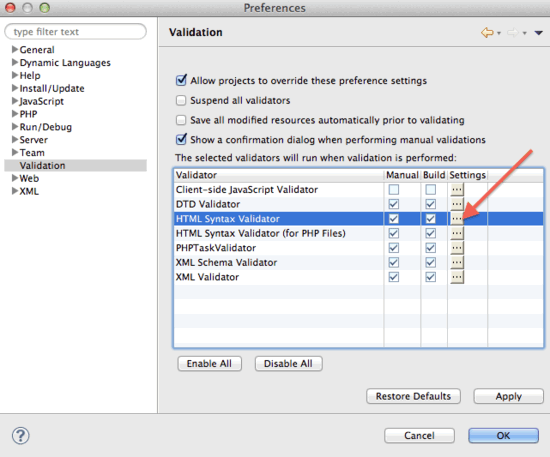 Preferences
type filter text
Validation
General
Dynamic Languages
Help
Install/Update
JavaScript
PHP
Run/Debug
Server
Team
Validation
Web
XML
Allow projects to override these preference settings
Suspend all validators
Save all modified resources automatically prior to validating
Show a confirmation dialog when performing manual validations
The selected validators will run when validation is performed:
Validator Manual Build Settings
Client-side JavaScript Validator ...
DTD Validator ...
HTML Syntax Validator ...
HTML Syntax Validator (for PHP Files) ...
PHPTaskValidator ...
XML Schema Validator ...
XML Validator ...
Enable All Disable All
Restore Defaults Apply
? Cancel OK